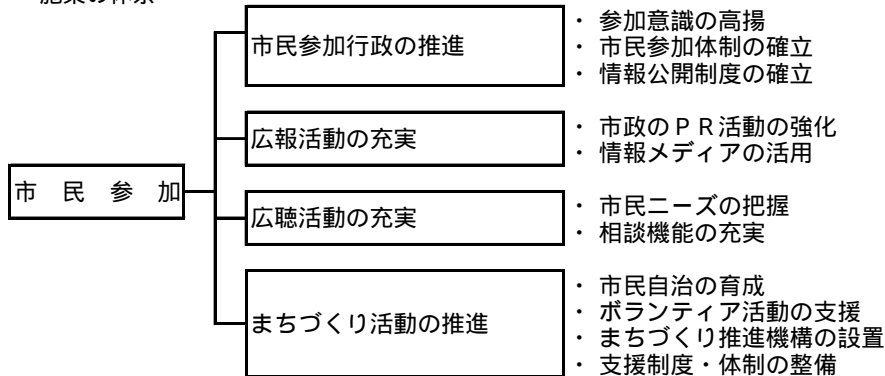 市民参加
市民参加行政の推進
・ 参加意識の高揚
・ 市民参加体制の確立
・ 情報公開制度の確立
広報活動の充実
・ 市政のＰＲ活動の強化
・ 情報メディアの活用
広聴活動の充実
・ 市民ニーズの把握
・ 相談機能の充実
まちづくり活動の推進
・ 市民自治の育成
・ ボランティア活動の支援
・ まちづくり推進機構の設置
・ 支援制度・体制の整備